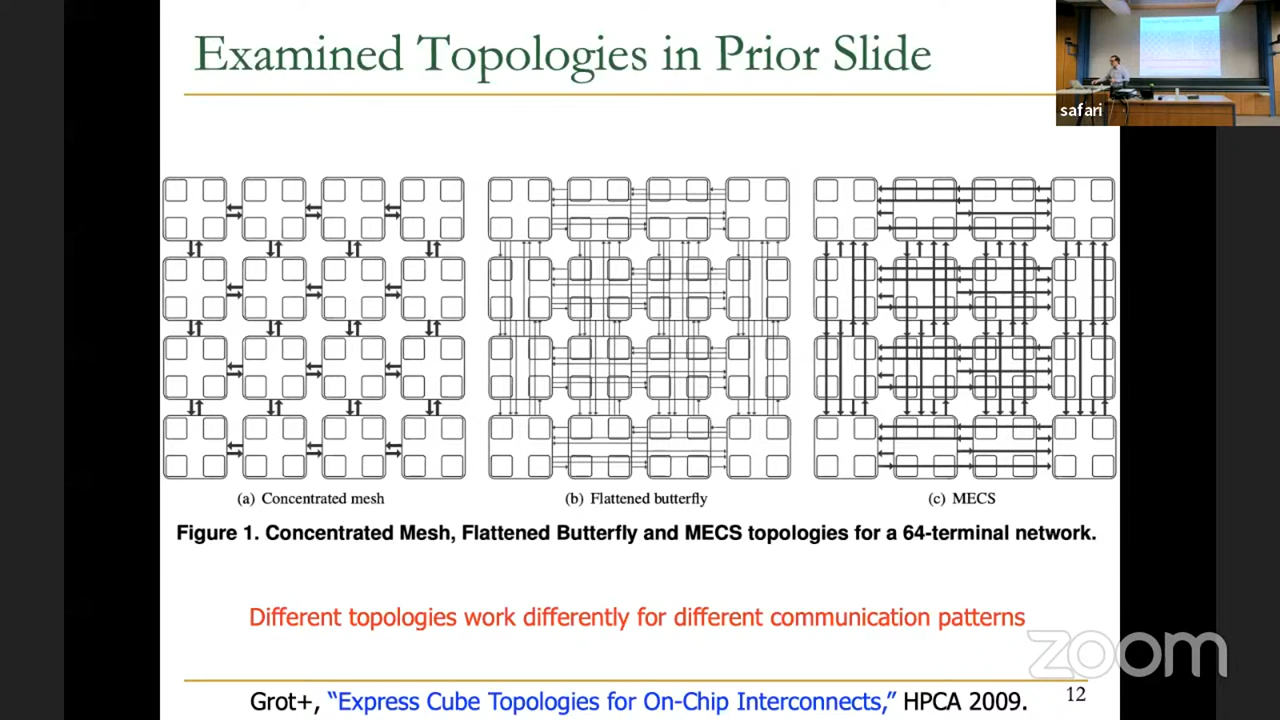 Examined Topologies in Prior Slide
safari
(a) Concentrated mesh
(b) Flattened butterfly
(c) MECS
Figure 1. Concentrated Mesh, Flattened Butterfly and MECS topologies for a 64-terminal network.
Different topologies work differently for different communication patterns
zoom
Grot+, “Express Cube Topologies for On-Chip Interconnects,” HPCA 2009.
12